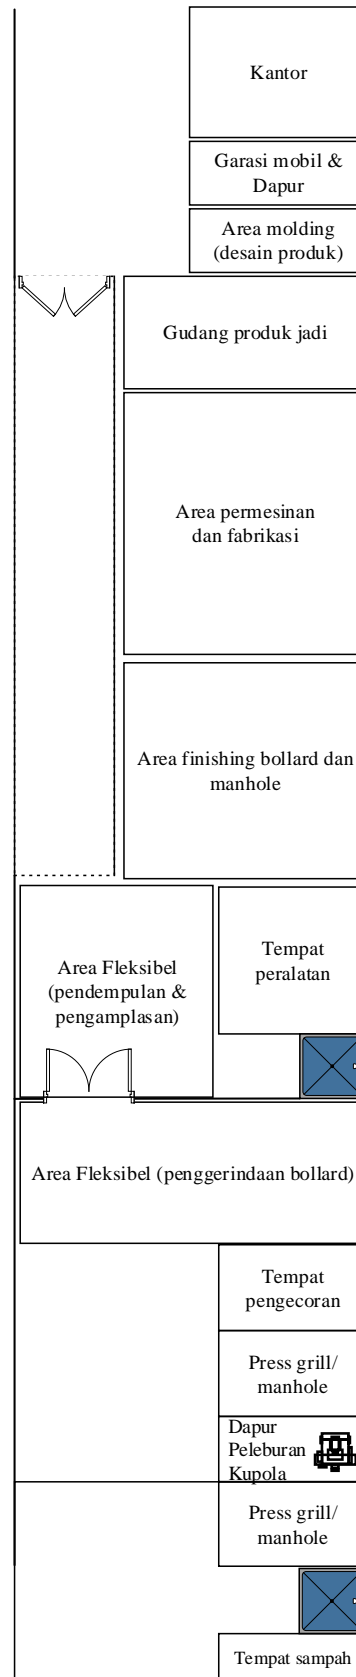 Kantor
Garasi mobil &
Dapur
Area molding
(desain produk)
Gudang produk jadi
Area permesinan
dan fabrikasi
Area finishing bollard dan
manhole
Area Fleksibel
(pendempulan &
pengamplasan)
Tempat
peralatan
Area Fleksibel (penggerindaan bollard)
Tempat
pengecoran
Press grill/
manhole
Dapur
Peleburan
Kupola
Press grill/
manhole
Tempat sampah